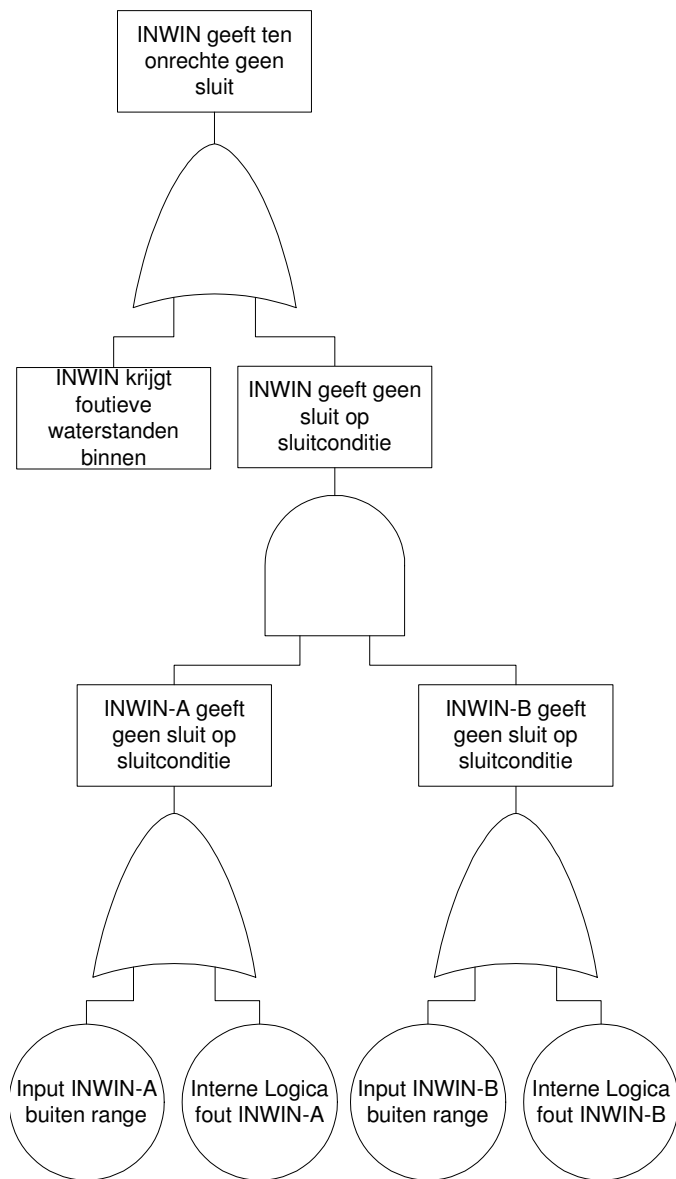 INWIN geeft ten
onrechte geen
sluit
INWIN krijgt
foutieve
waterstanden
binnen
INWIN geeft geen
sluit op
sluitconditie
INWIN-A geeft
geen sluit op
sluitconditie
INWIN-B geeft
geen sluit op
sluitconditie
Input INWIN-A
buiten range
Interne Logica
fout INWIN-A
Input INWIN-B
buiten range
Interne Logica
fout INWIN-B